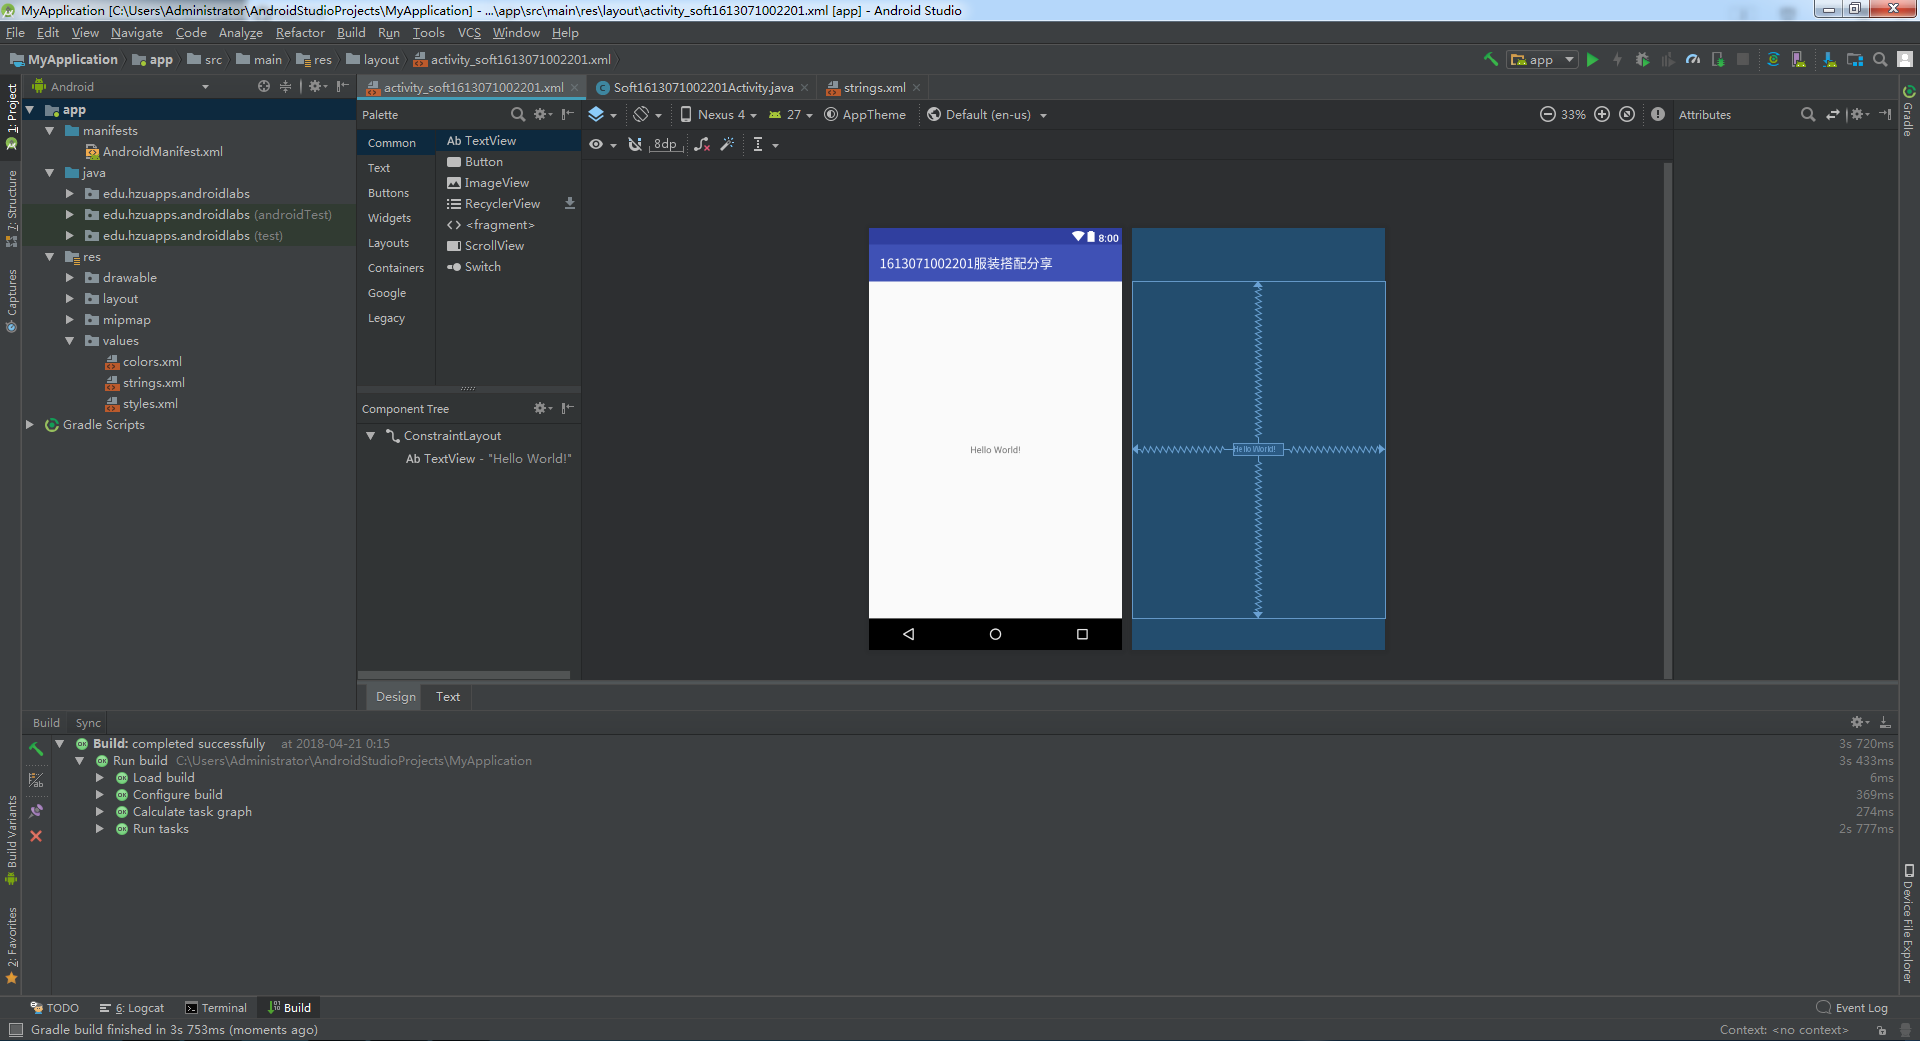 MyApplication [C:\Users\Administrator\AndroidStudioProjects\MyApplication] - ...\app\src\main\res\layout\activity_soft1613071002201.xml [app] - Android Studio
File Edit View Navigate Code Analyze Refactor Build Run Tools VCS Window Help
MyApplication app src main res layout activity_soft1613071002201.xml
app
1: Project
7: Structure
Captures
Build Variants
2: Favorites
Android
app
manifests
AndroidManifest.xml
java
edu.hzuapps.androidlabs
edu.hzuapps.androidlabs (androidTest)
edu.hzuapps.androidlabs (test)
res
drawable
layout
mipmap
values
colors.xml
strings.xml
styles.xml
Gradle Scripts
activity_soft1613071002201.xml Soft1613071002201Activity.java strings.xml
Palette
Common
Text
Buttons
Widgets
Layouts
Containers
Google
Legacy
Ab TextView
Button
ImageView
RecyclerView
<fragment>
ScrollView
Switch
Component Tree
ConstraintLayout
Ab TextView - "Hello World!"
Nexus 4 27 AppTheme Default (en-us) 33%
8dp
8:00
1613071002201服装搭配分享
Hello World!
Hello World!
Attributes
Gradle
Device File Explorer
Design Text
Build Sync
Build: completed successfully at 2018-04-21 0:15 3s 720ms
Run build C:\Users\Administrator\AndroidStudioProjects\MyApplication 3s 433ms
Load build 6ms
Configure build 369ms
Calculate task graph 274ms
Run tasks 2s 777ms
TODO 6: Logcat Terminal Build Event Log
Gradle build finished in 3s 753ms (moments ago) Context: <no context>